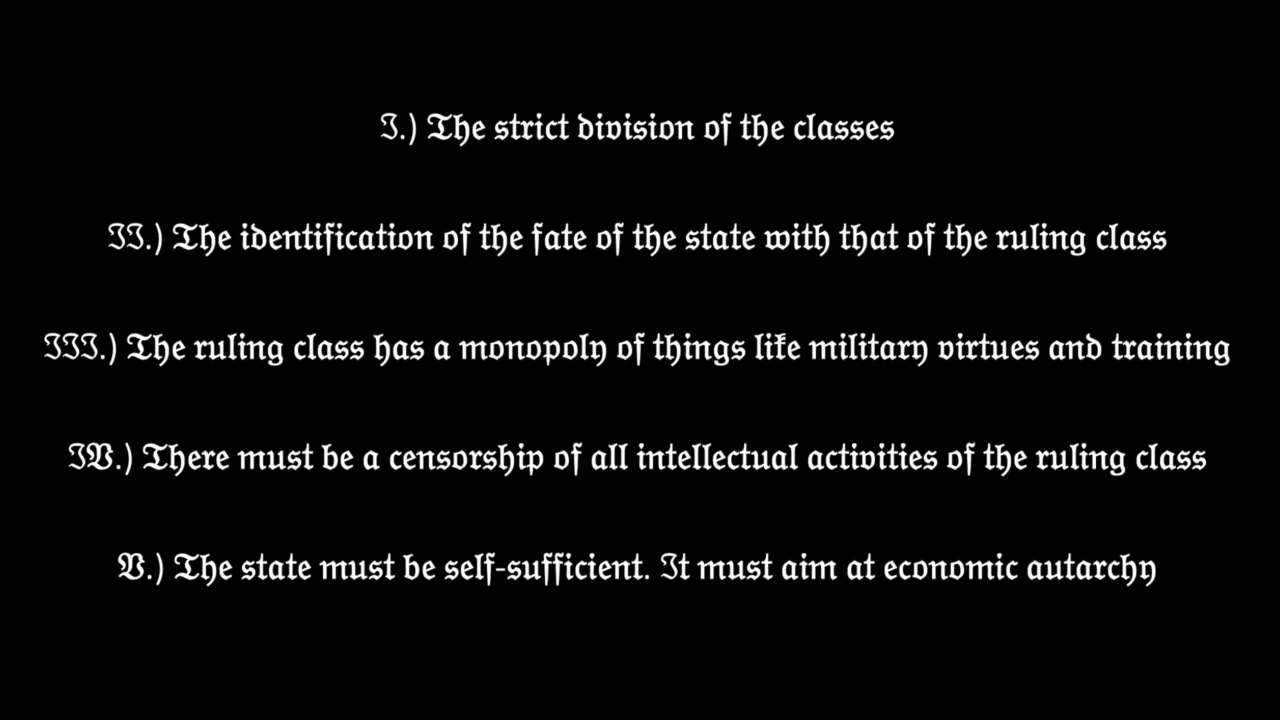 I.) The strict division of the classes
II.) The identification of the fate of the state with that of the ruling class
III.) The ruling class has a monopoly of things like military virtues and training
IV.) There must be a censorship of all intellectual activities of the ruling class
V.) The state must be self-sufficient. It must aim at economic autarchy